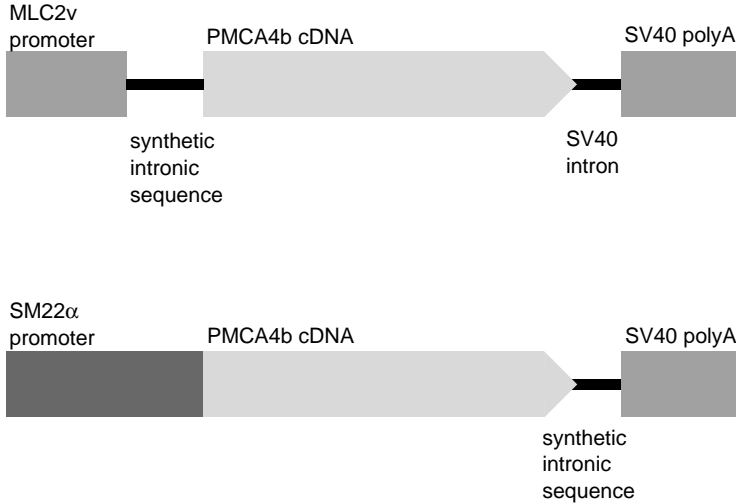 MLC2v
promoter
PMCA4b cDNA
SV40 polyA
synthetic
intronic
sequence
SV40
intron
SM22α
promoter
PMCA4b cDNA
SV40 polyA
synthetic
intronic
sequence